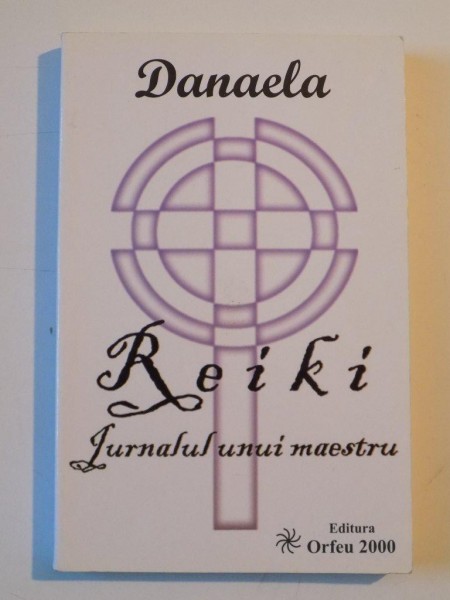 Danaela
Reiki
Jurnalul unui maestru
Editura
Orfeu 2000